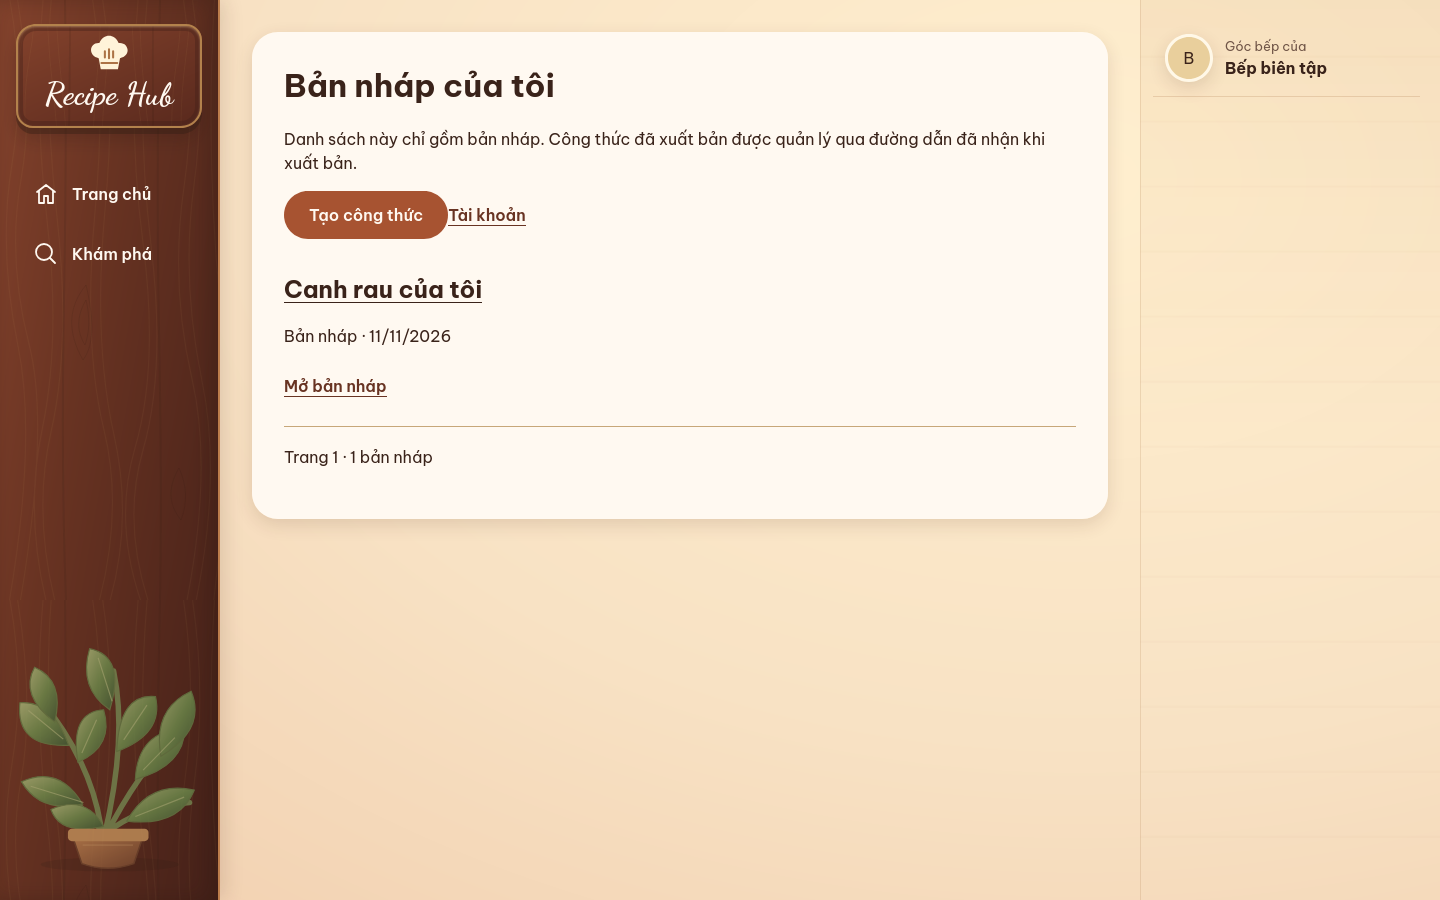 Recipe Hub
Trang chủ
Khám phá
Bản nháp của tôi
Danh sách này chỉ gồm bản nháp. Công thức đã xuất bản được quản lý qua đường dẫn đã nhận khi
xuất bản.
Tạo công thức
Tài khoản
Canh rau của tôi
Bản nháp · 11/11/2026
Mở bản nháp
Trang 1 · 1 bản nháp
B
Góc bếp của
Bếp biên tập